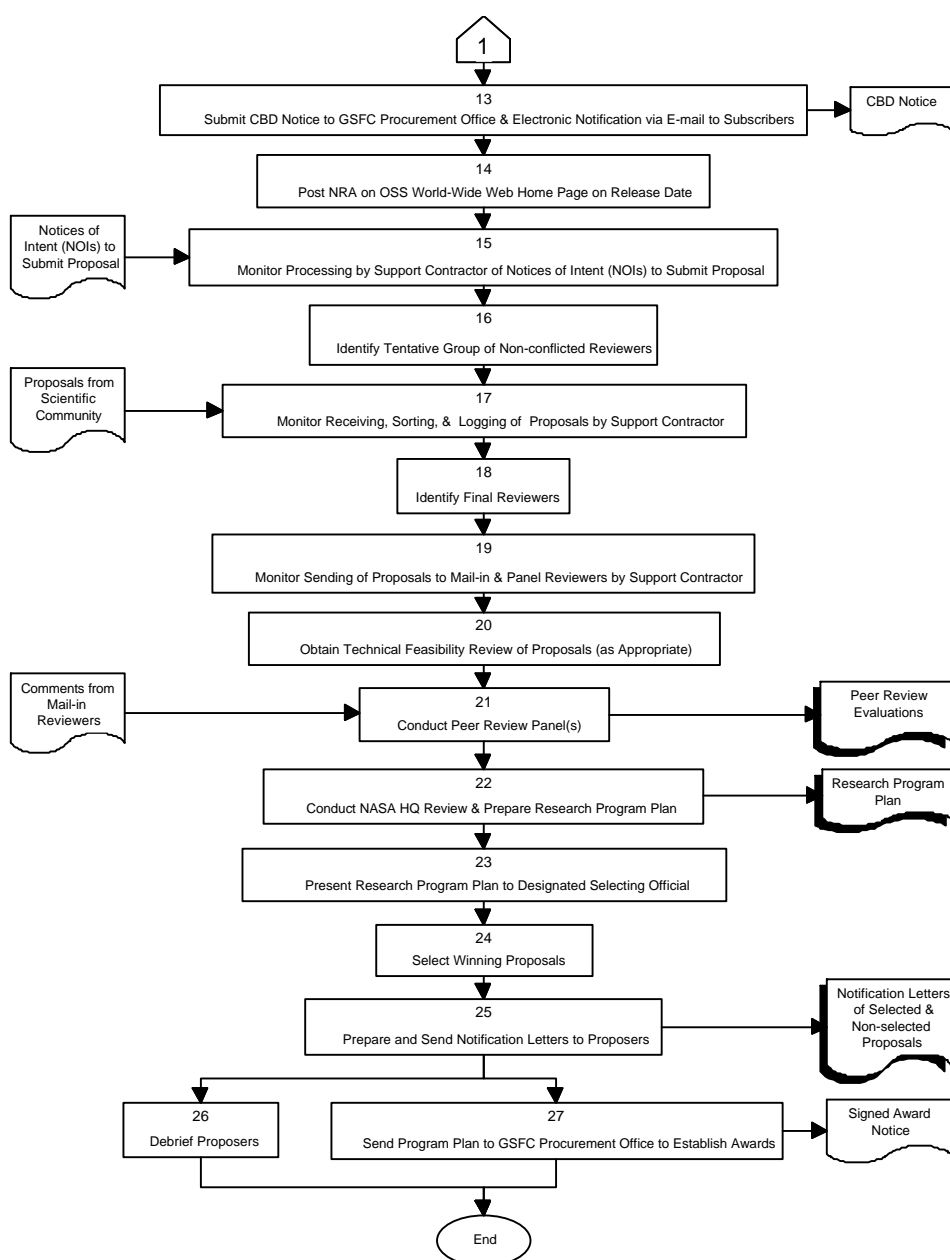 1
13
Submit CBD Notice to GSFC Procurement Office & Electronic Notification via E-mail to Subscribers
CBD Notice
14
Post NRA on OSS World-Wide Web Home Page on Release Date
Notices of
Intent (NOIs) to
Submit Proposal
15
Monitor Processing by Support Contractor of Notices of Intent (NOIs) to Submit Proposal
16
Identify Tentative Group of Non-conflicted Reviewers
Proposals from
Scientific
Community
17
Monitor Receiving, Sorting, & Logging of Proposals by Support Contractor
18
Identify Final Reviewers
19
Monitor Sending of Proposals to Mail-in & Panel Reviewers by Support Contractor
20
Obtain Technical Feasibility Review of Proposals (as Appropriate)
Comments from
Mail-in
Reviewers
21
Conduct Peer Review Panel(s)
Peer Review
Evaluations
22
Conduct NASA HQ Review & Prepare Research Program Plan
Research Program
Plan
23
Present Research Program Plan to Designated Selecting Official
24
Select Winning Proposals
25
Prepare and Send Notification Letters to Proposers
Notification Letters
of Selected &
Non-selected
Proposals
26
Debrief Proposers
27
Send Program Plan to GSFC Procurement Office to Establish Awards
Signed Award
Notice
End